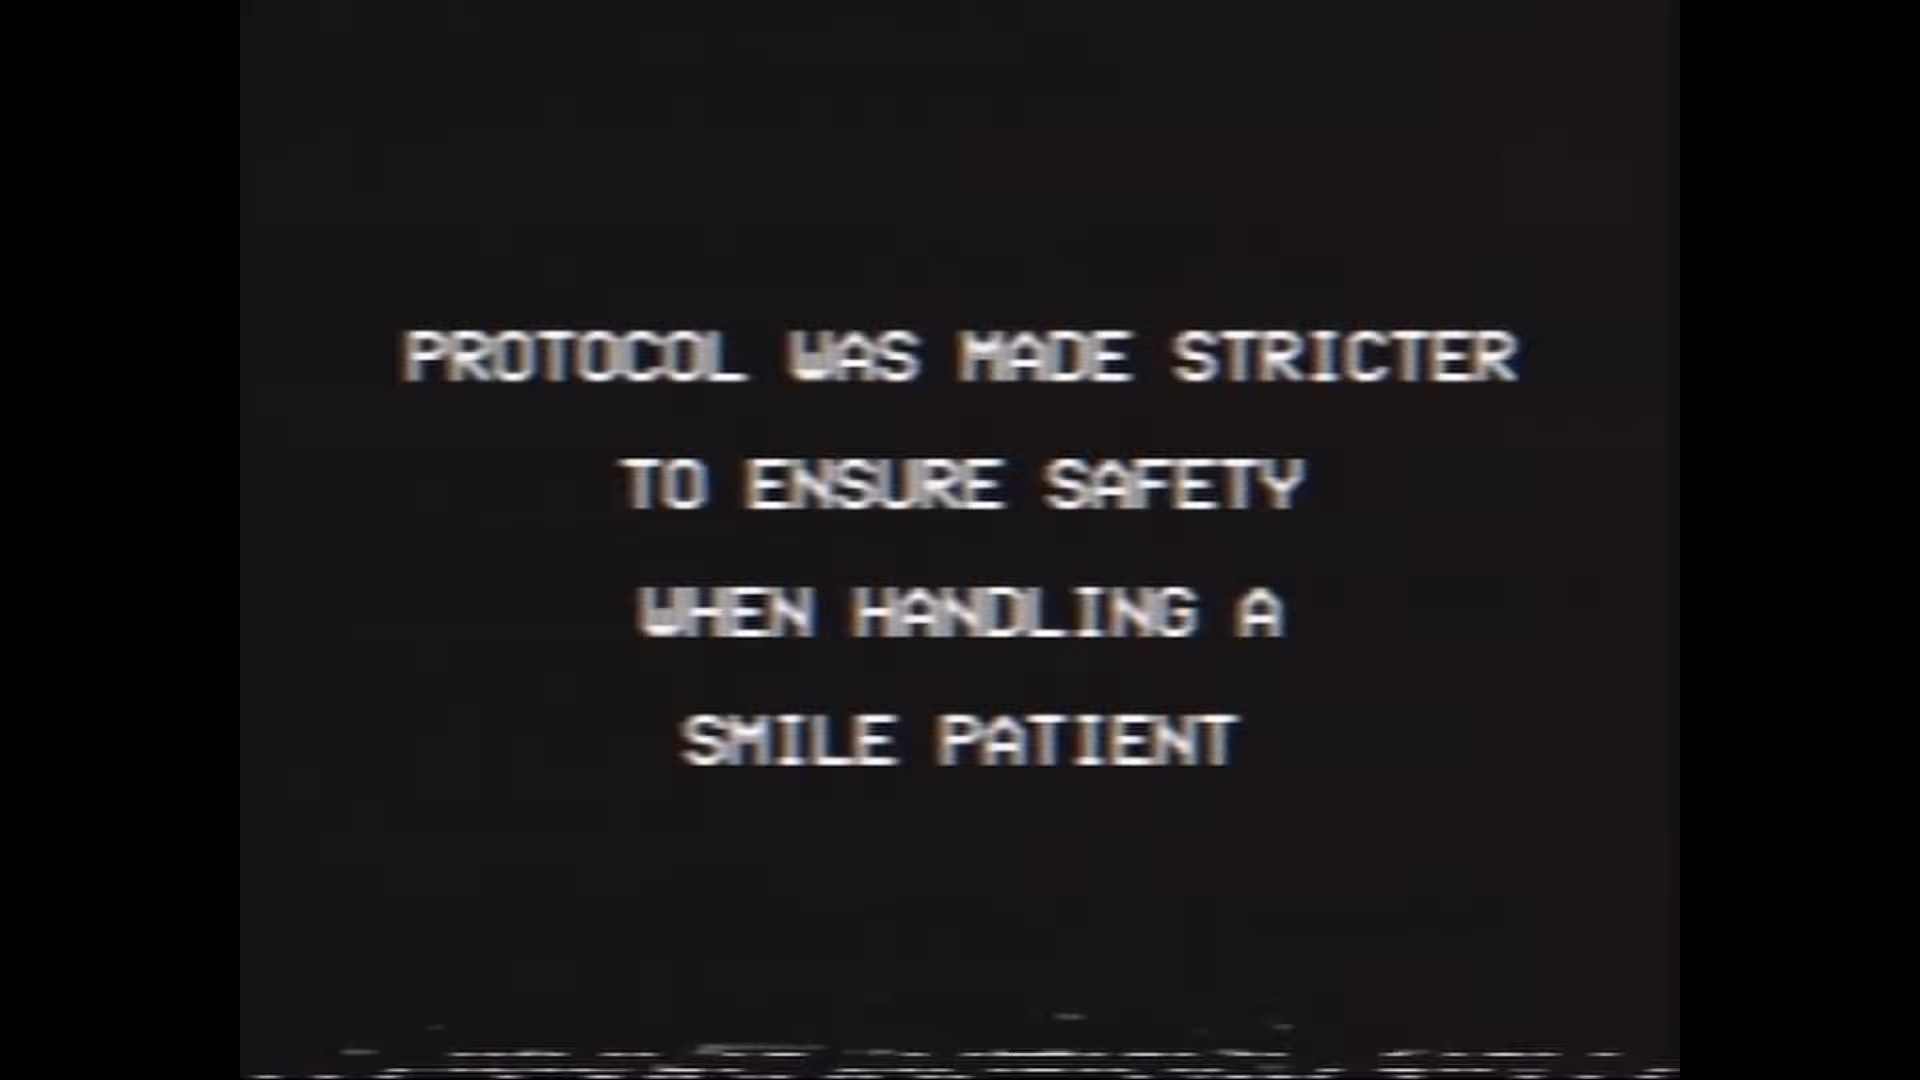 PROTOCOL WAS MADE STRICTER
TO ENSURE SAFETY
WHEN HANDLING A
SMILE PATIENT